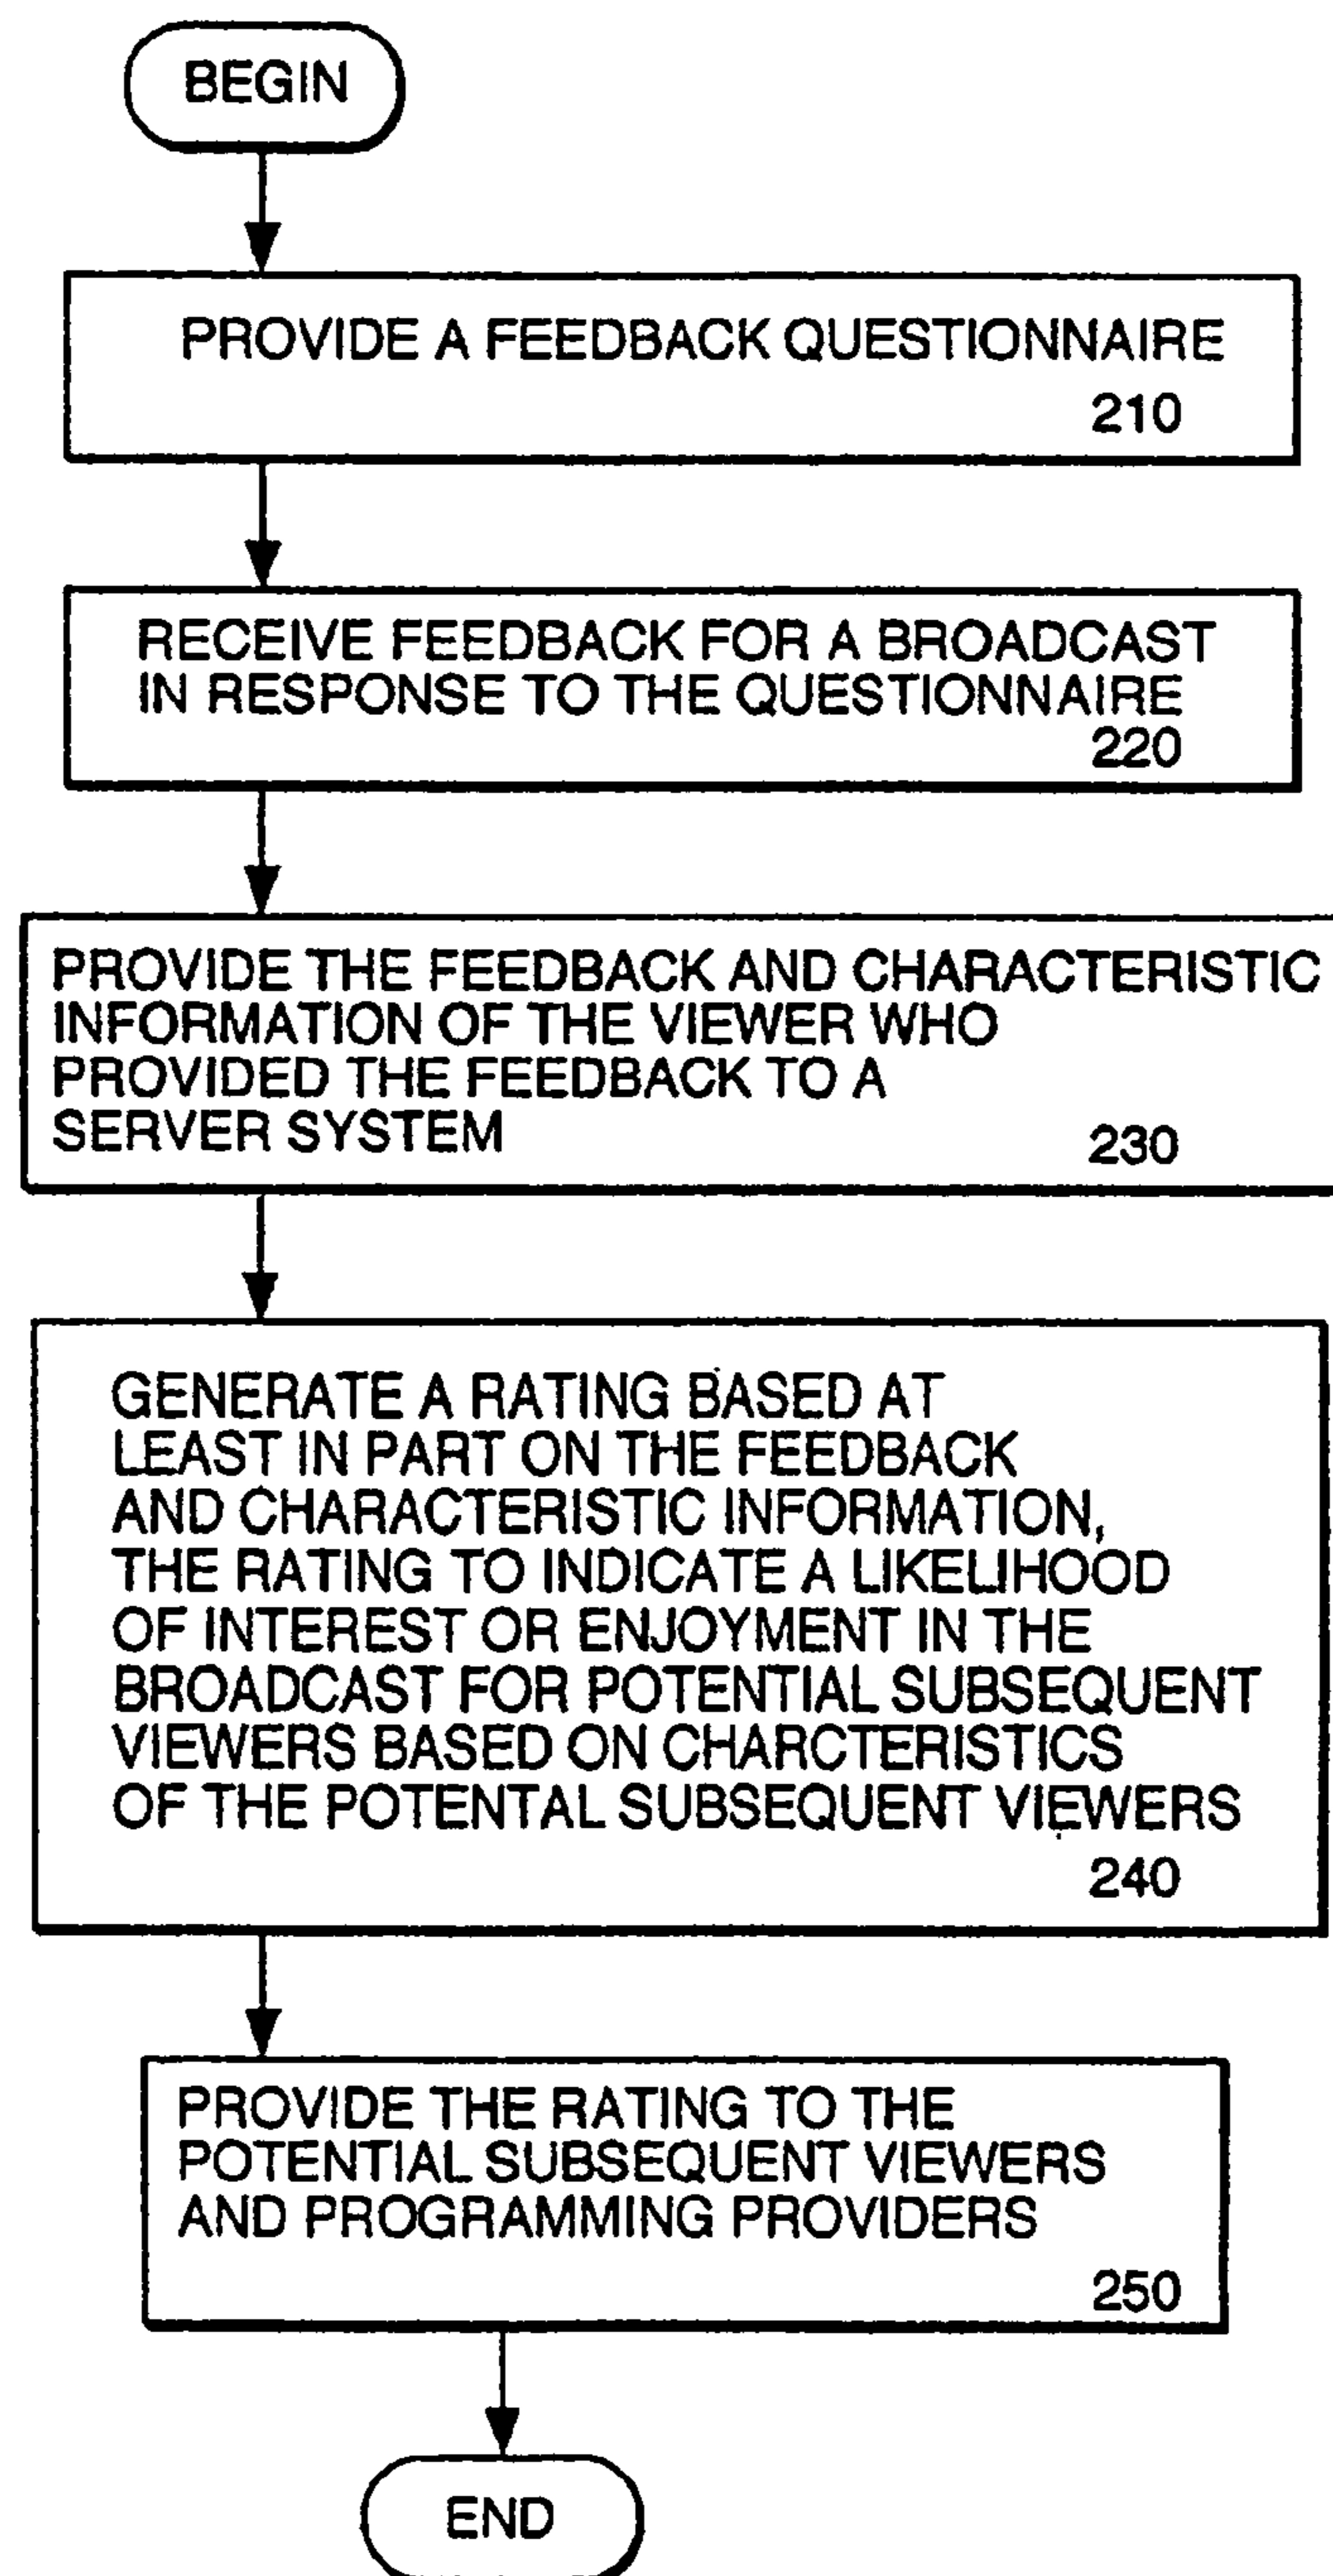 BEGIN
PROVIDE A FEEDBACK QUESTIONNAIRE
210
RECEIVE FEEDBACK FOR A BROADCAST
IN RESPONSE TO THE QUESTIONNAIRE
220
PROVIDE THE FEEDBACK AND CHARACTERISTIC
INFORMATION OF THE VIEWER WHO
PROVIDED THE FEEDBACK TO A
SERVER SYSTEM
230
GENERATE A RATING BASED AT
LEAST IN PART ON THE FEEDBACK
AND CHARACTERISTIC INFORMATION,
THE RATING TO INDICATE A LIKELIHOOD
OF INTEREST OR ENJOYMENT IN THE
BROADCAST FOR POTENTIAL SUBSEQUENT
VIEWERS BASED ON CHARCTERISTICS
OF THE POTENTAL SUBSEQUENT VIEWERS
240
PROVIDE THE RATING TO THE
POTENTIAL SUBSEQUENT VIEWERS
AND PROGRAMMING PROVIDERS
250
END